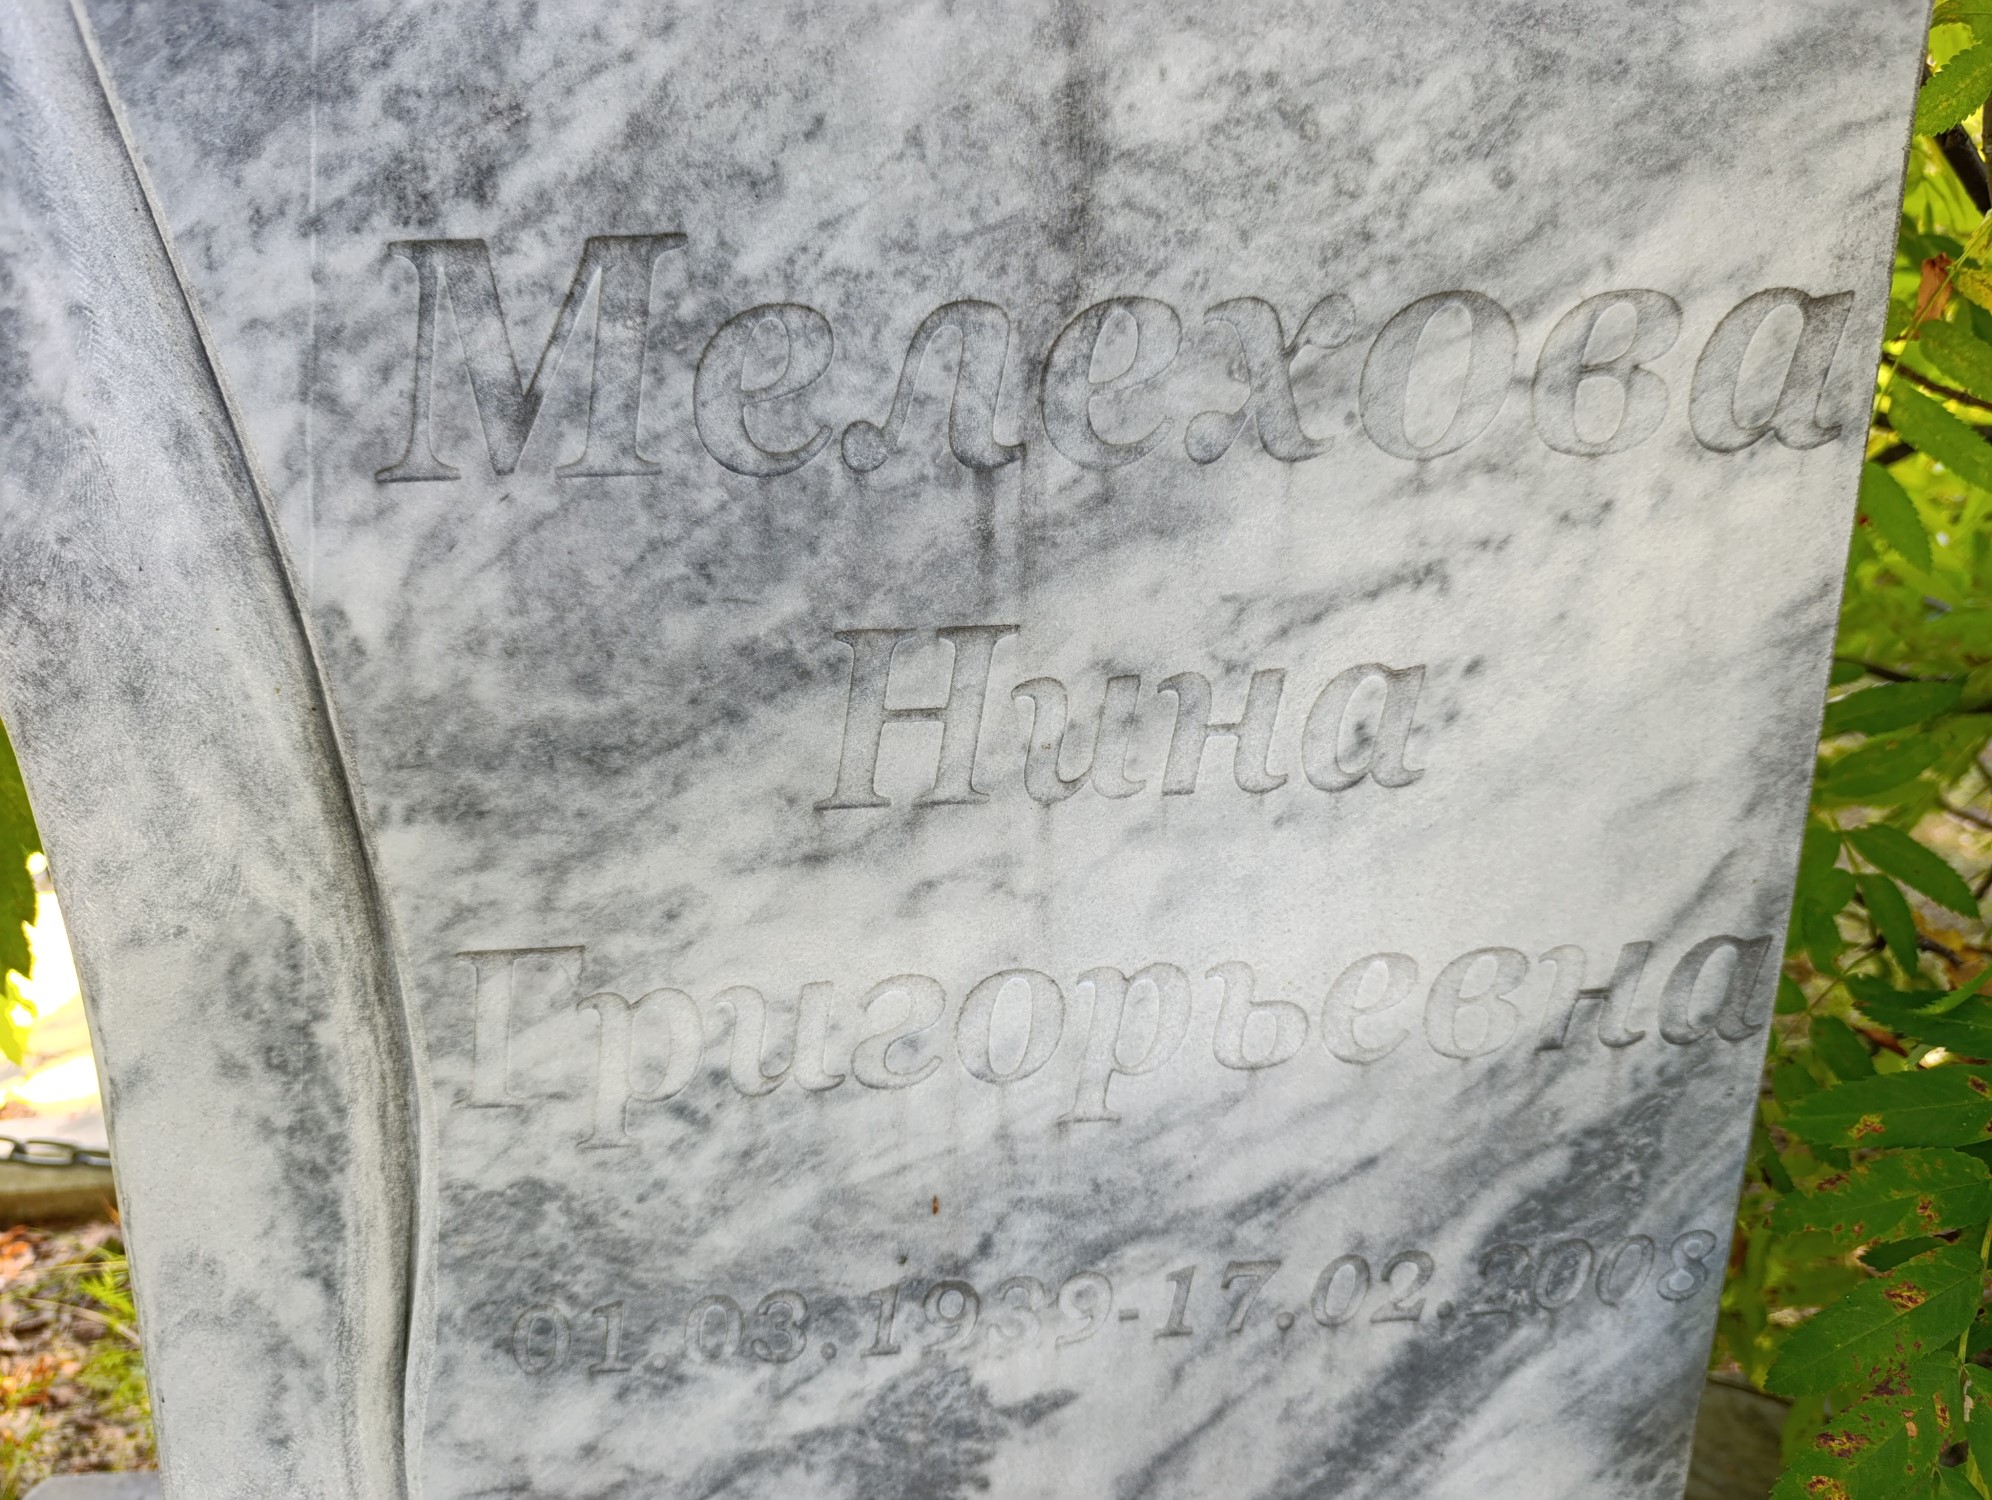 Мелехова
Нина
Григорьевна
01.03.1939-17.02.2008